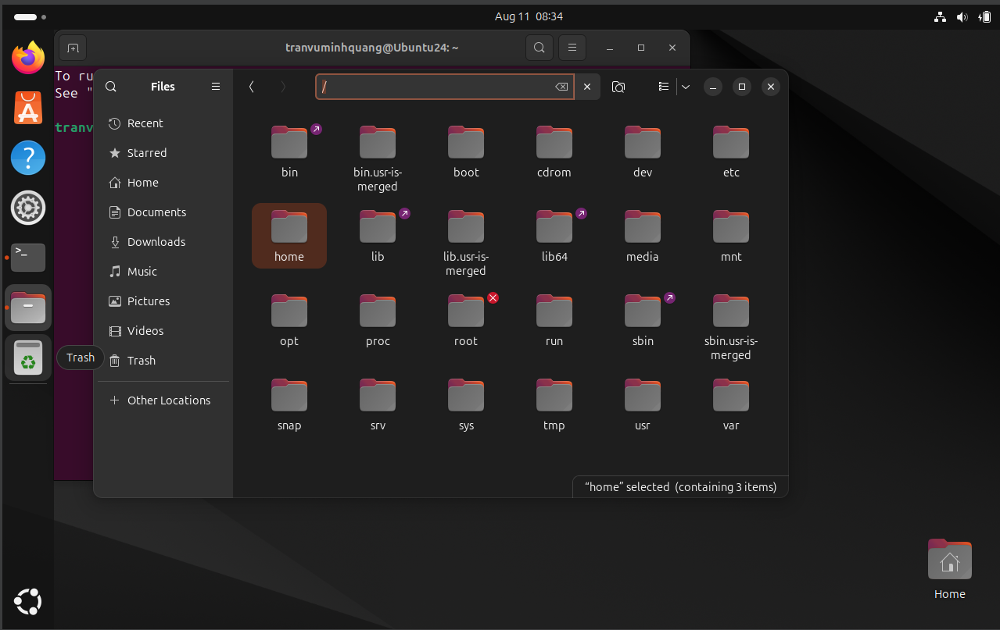 Aug 11 08:34
tranvuminhquang@Ubuntu24: ~
To ru
See "
tranv
Files
/
Recent
Starred
Home
Documents
Downloads
Music
Pictures
Videos
Trash
Other Locations
Trash
bin
bin.usr-is-
merged
boot
cdrom
dev
etc
home
lib
lib.usr-is-
merged
lib64
media
mnt
opt
proc
root
run
sbin
sbin.usr-is-
merged
snap
srv
sys
tmp
usr
var
“home” selected (containing 3 items)
Home